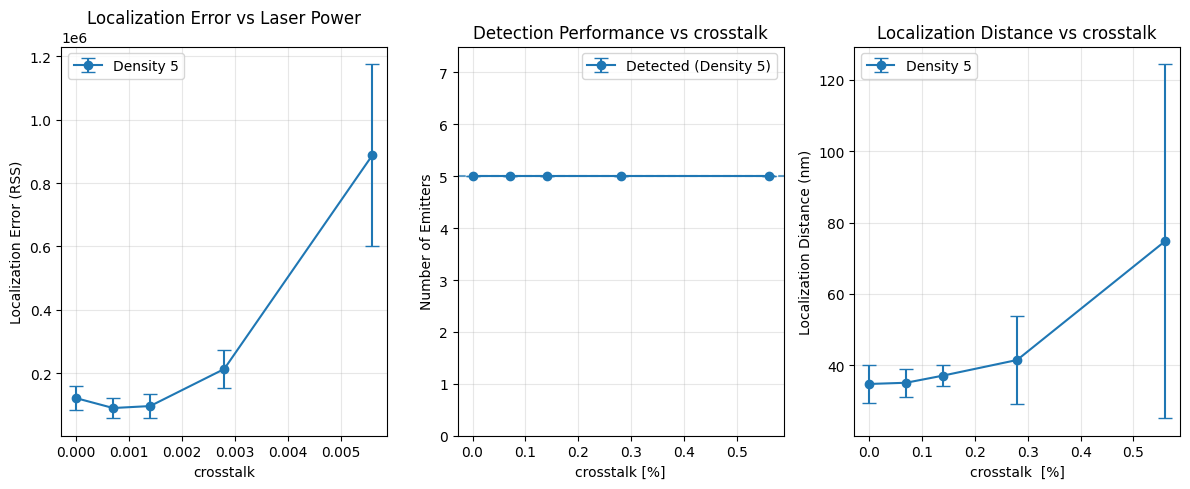 Localization Error vs Laser Power
1e6
Density 5
1.2
1.0
0.8
0.6
0.4
0.2
Localization Error (RSS)
0.000 0.001 0.002 0.003 0.004 0.005
crosstalk
Detection Performance vs crosstalk
Detected (Density 5)
7
6
5
4
3
2
1
0
Number of Emitters
0.0 0.1 0.2 0.3 0.4 0.5
crosstalk [%]
Localization Distance vs crosstalk
Density 5
120
100
80
60
40
Localization Distance (nm)
0.0 0.1 0.2 0.3 0.4 0.5
crosstalk  [%]